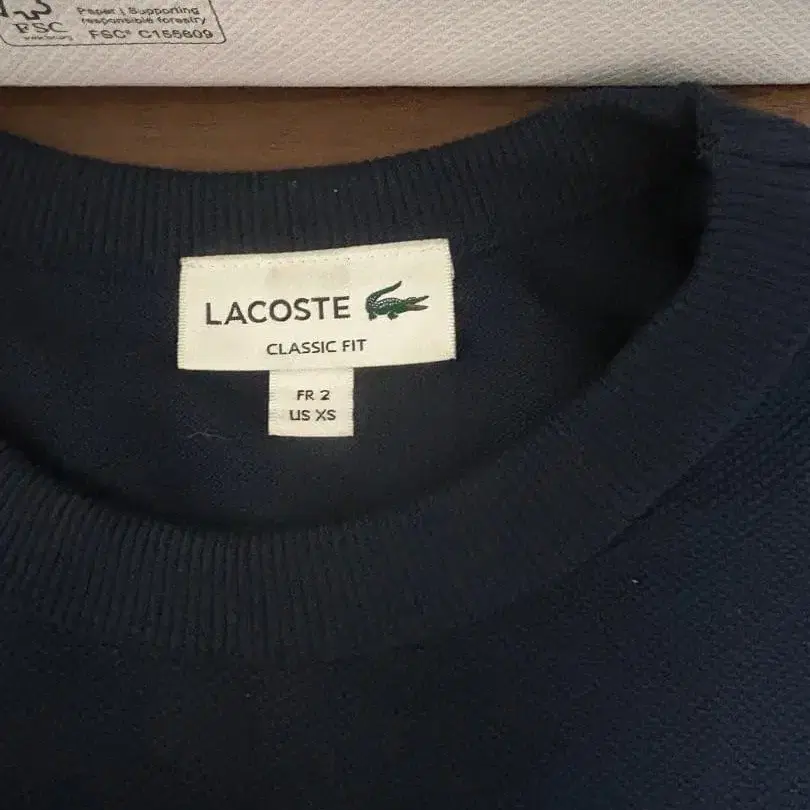 Paper | Supporting
responsible forestry
FSC
FSC® C155609
LACOSTE
CLASSIC FIT
FR 2
US XS